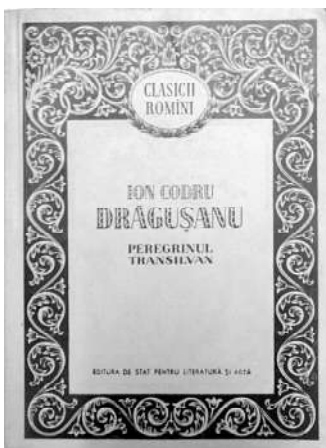 CLASICII
ROMÎNI
ION CODRU
DRĂGUȘANU
PEREGRINUL
TRANSILVAN
EDITURA DE STAT PENTRU LITERATURĂ ȘI ARTĂ